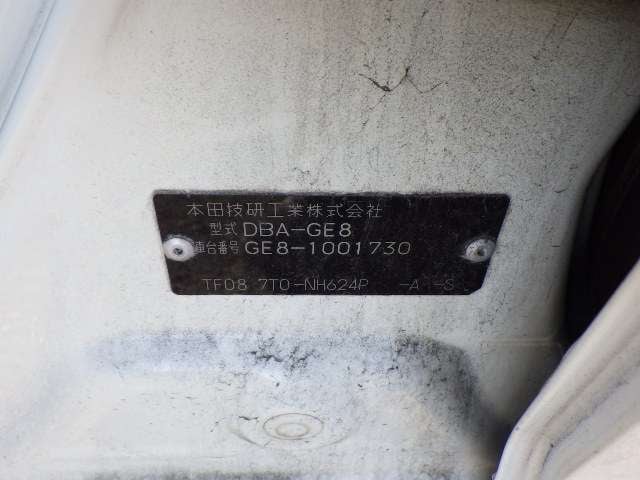 本田技研工業株式会社
型式 DBA-GE8
車台番号 GE8-1001730
TF08 7T0-NH624P -A -S